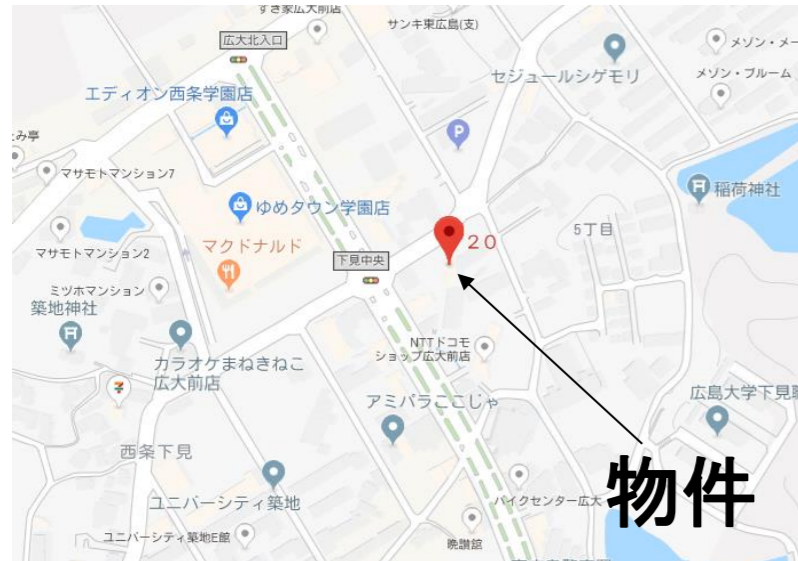 すき家広大前店
サンキ東広島(支)
広大北入口
セジュールシゲモリ
メゾン・メー
メゾン・ブルーム
エディオン西条学園店
P
とみ亭
マサモトマンション7
稲荷神社
ゆめタウン学園店
20
5丁目
マサモトマンション2
マクドナルド
下見中央
ミツホマンション
築地神社
NTTドコモ
ショップ広大前店
カラオケまねきねこ
広大前店
7
アミパラここじゃ
広島大学下見職
西条下見
物件
ユニバーシティ築地
バイクセンター広大
ユニバーシティ築地E館
晩讃館